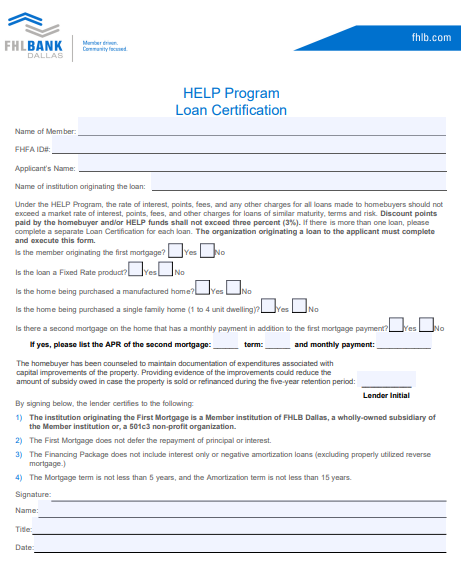 FHLBANK
DALLAS
Member driven.
Community focused.
fhlb.com
HELP Program
Loan Certification
Name of Member:
FHFA ID#:
Applicant's Name:
Name of institution originating the loan:
Under the HELP Program, the rate of interest, points, fees, and any other charges for all loans made to homebuyers should not
exceed a market rate of interest, points, fees, and other charges for loans of similar maturity, terms and risk. Discount points
paid by the homebuyer and/or HELP funds shall not exceed three percent (3%). If there is more than one loan, please
complete a separate Loan Certification for each loan. The organization originating a loan to the applicant must complete
and execute this form.
Is the member originating the first mortgage? Yes No
Is the loan a Fixed Rate product? Yes No
Is the home being purchased a manufactured home? Yes No
Is the home being purchased a single family home (1 to 4 unit dwelling)? Yes No
Is there a second mortgage on the home that has a monthly payment in addition to the first mortgage payment? Yes No
If yes, please list the APR of the second mortgage: term: and monthly payment:
The homebuyer has been counseled to maintain documentation of expenditures associated with
capital improvements of the property. Providing evidence of the improvements could reduce the
amount of subsidy owed in case the property is sold or refinanced during the five-year retention period:
Lender Initial
By signing below, the lender certifies to the following:
1) The institution originating the First Mortgage is a Member institution of FHLB Dallas, a wholly-owned subsidiary of
the Member institution or, a 501c3 non-profit organization.
2) The First Mortgage does not defer the repayment of principal or interest.
3) The Financing Package does not include interest only or negative amortization loans (excluding properly utilized reverse
mortgage.)
4) The Mortgage term is not less than 5 years, and the Amortization term is not less than 15 years.
Signature:
Name:
Title:
Date: